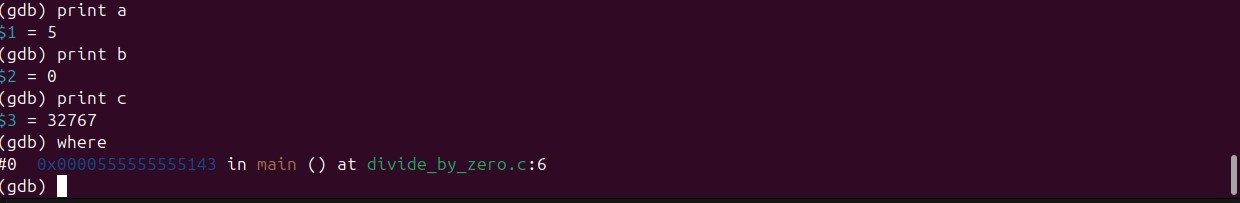 (gdb) print a
$1 = 5
(gdb) print b
$2 = 0
(gdb) print c
$3 = 32767
(gdb) where
#0  0x0000555555555143 in main () at divide_by_zero.c:6
(gdb)